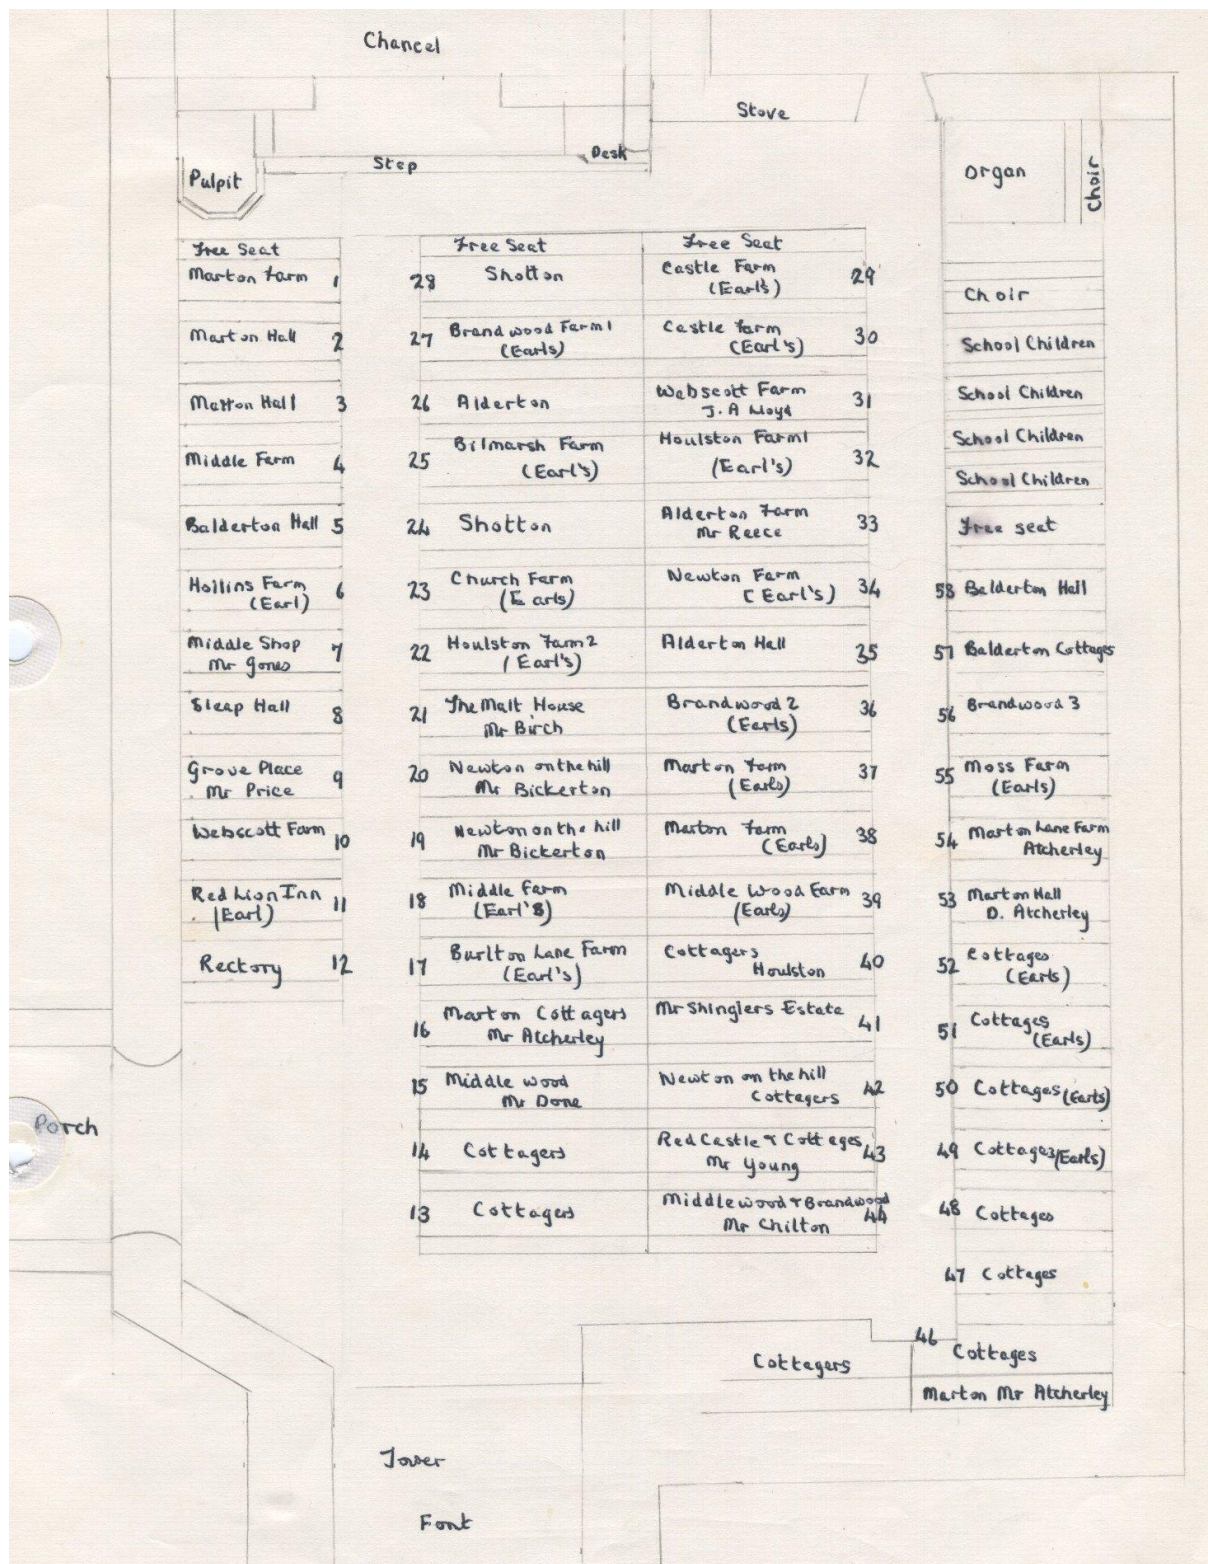 Chancel
Stove
Desk
Step
Pulpit
Organ
Choir
Free Seat
Marton Farm 1
Marton Hall 2
Marton Hall 3
Middle Farm 4
Balderton Hall 5
Hollins Farm 6
(Earl)
Middle Shop 7
Mr Jones
Sleap Hall 8
Grove Place 9
Mr Price
Webscott Farm 10
Red Lion Inn 11
(Earl)
Rectory 12
Free Seat
28 Shotton
27 Brandwood Farm 1
(Earls)
26 Alderton
25 Bilmarsh Farm
(Earl's)
24 Shotton
23 Church Farm
(Earls)
22 Houlston Farm 2
(Earl's)
21 The Malt House
Mr Birch
20 Newton on the hill
Mr Bickerton
19 Newton on the hill
Mr Bickerton
18 Middle Farm
(Earl's)
17 Burlton Lane Farm
(Earl's)
16 Marton Cottagers
Mr Atcherley
15 Middle wood
Mr Done
14 Cottagers
13 Cottagers
Free Seat
Castle Farm 29
(Earl's)
Castle Farm 30
(Earl's)
Webscott Farm 31
J. A Lloyd
Houlston Farm 1
(Earl's) 32
Alderton Farm 33
Mr Reece
Newton Farm 34
(Earl's)
Alderton Hall 35
Brandwood 2 36
(Earls)
Marton Farm 37
(Earls)
Marton Farm 38
(Earls)
Middle Wood Farm 39
(Earls)
Cottagers 40
Houlston
Mr Shinglers Estate 41
Newton on the hill 42
Cottagers
Red Castle & Cottages 43
Mr Young
Middlewood & Brandwood 44
Mr Chilton
Choir
School Children
School Children
School Children
School Children
Free seat
58 Balderton Hall
57 Balderton Cottages
56 Brandwood 3
55 Moss Farm
(Earls)
54 Marton Lane Farm
Atcherley
53 Marton Hall
D. Atcherley
52 Cottages
(Earls)
51 Cottages
(Earls)
50 Cottages (Earls)
49 Cottages (Earls)
48 Cottages
47 Cottages
46 Cottages
Cottagers
Marton Mr Atcherley
Porch
Tower
Font